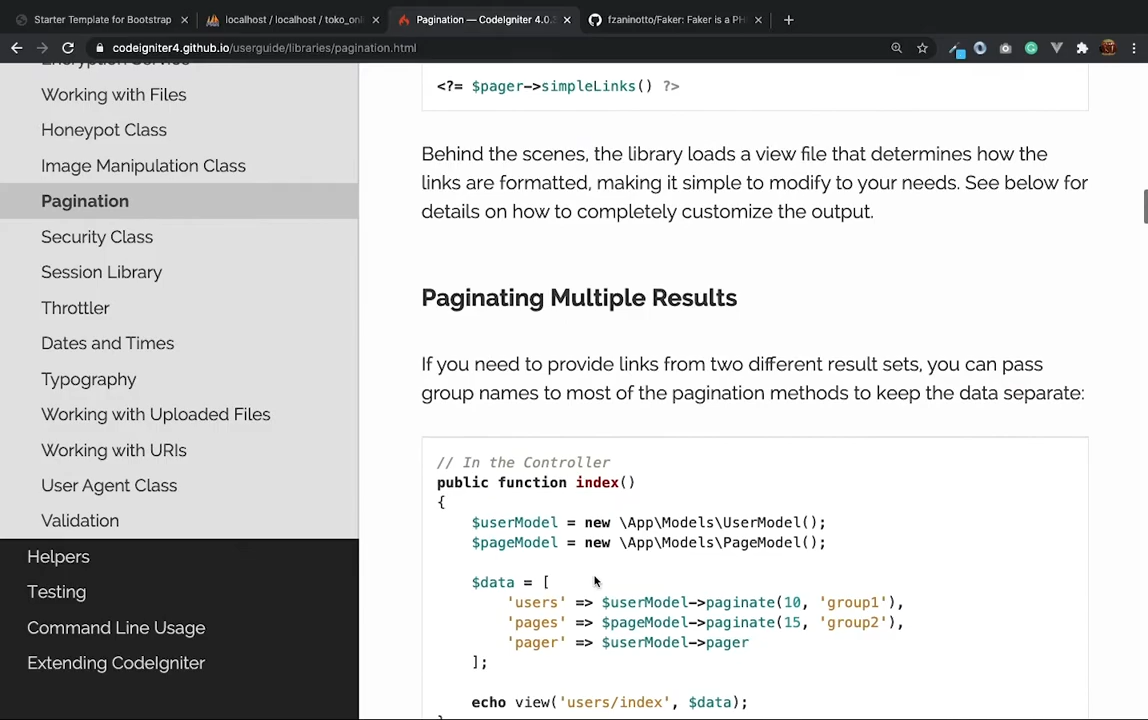 Starter Template for Bootstrap
localhost / localhost / toko_onl
Pagination — CodeIgniter 4.0.
fzaninotto/Faker: Faker is a PH
codeigniter4.github.io/userguide/libraries/pagination.html
Encryption Service
Working with Files
Honeypot Class
Image Manipulation Class
Pagination
Security Class
Session Library
Throttler
Dates and Times
Typography
Working with Uploaded Files
Working with URIs
User Agent Class
Validation
Helpers
Testing
Command Line Usage
Extending CodeIgniter
<?= $pager->simpleLinks() ?>
Behind the scenes, the library loads a view file that determines how the
links are formatted, making it simple to modify to your needs. See below for
details on how to completely customize the output.
Paginating Multiple Results
If you need to provide links from two different result sets, you can pass
group names to most of the pagination methods to keep the data separate:
// In the Controller
public function index()
{
$userModel = new \App\Models\UserModel();
$pageModel = new \App\Models\PageModel();
$data = [
'users' => $userModel->paginate(10, 'group1'),
'pages' => $pageModel->paginate(15, 'group2'),
'pager' => $userModel->pager
];
echo view('users/index', $data);